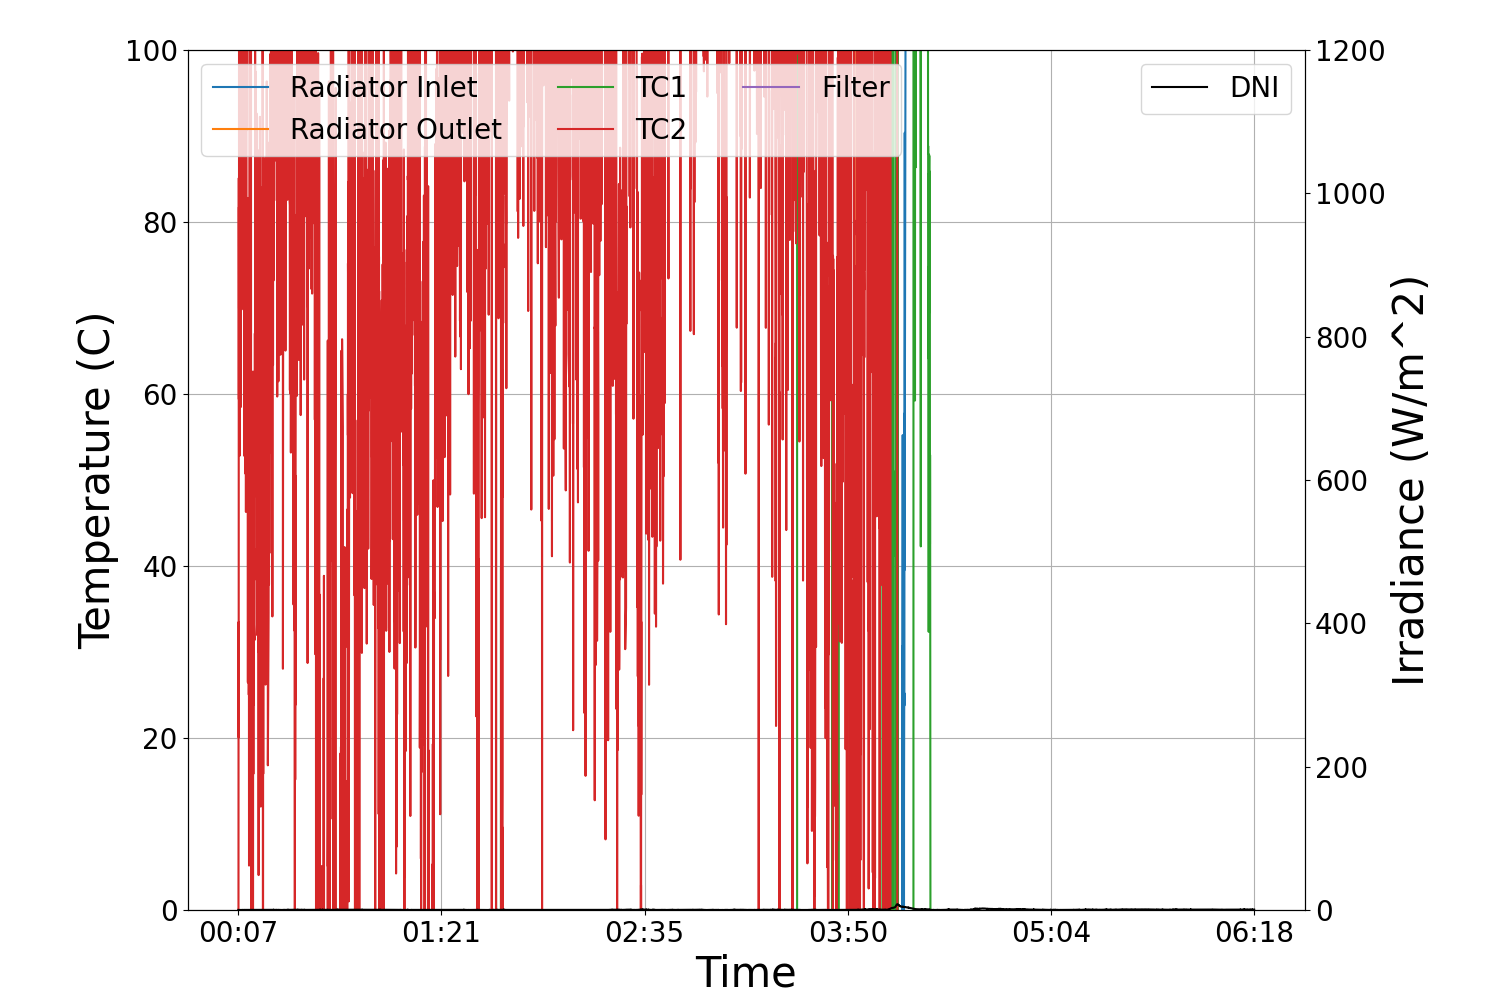 100
80
60
40
20
0
Temperature (C)
Radiator Inlet
Radiator Outlet
TC1
TC2
Filter
DNI
1200
1000
800
600
400
200
0
Irradiance (W/m^2)
00:07
01:21
02:35
03:50
05:04
06:18
Time